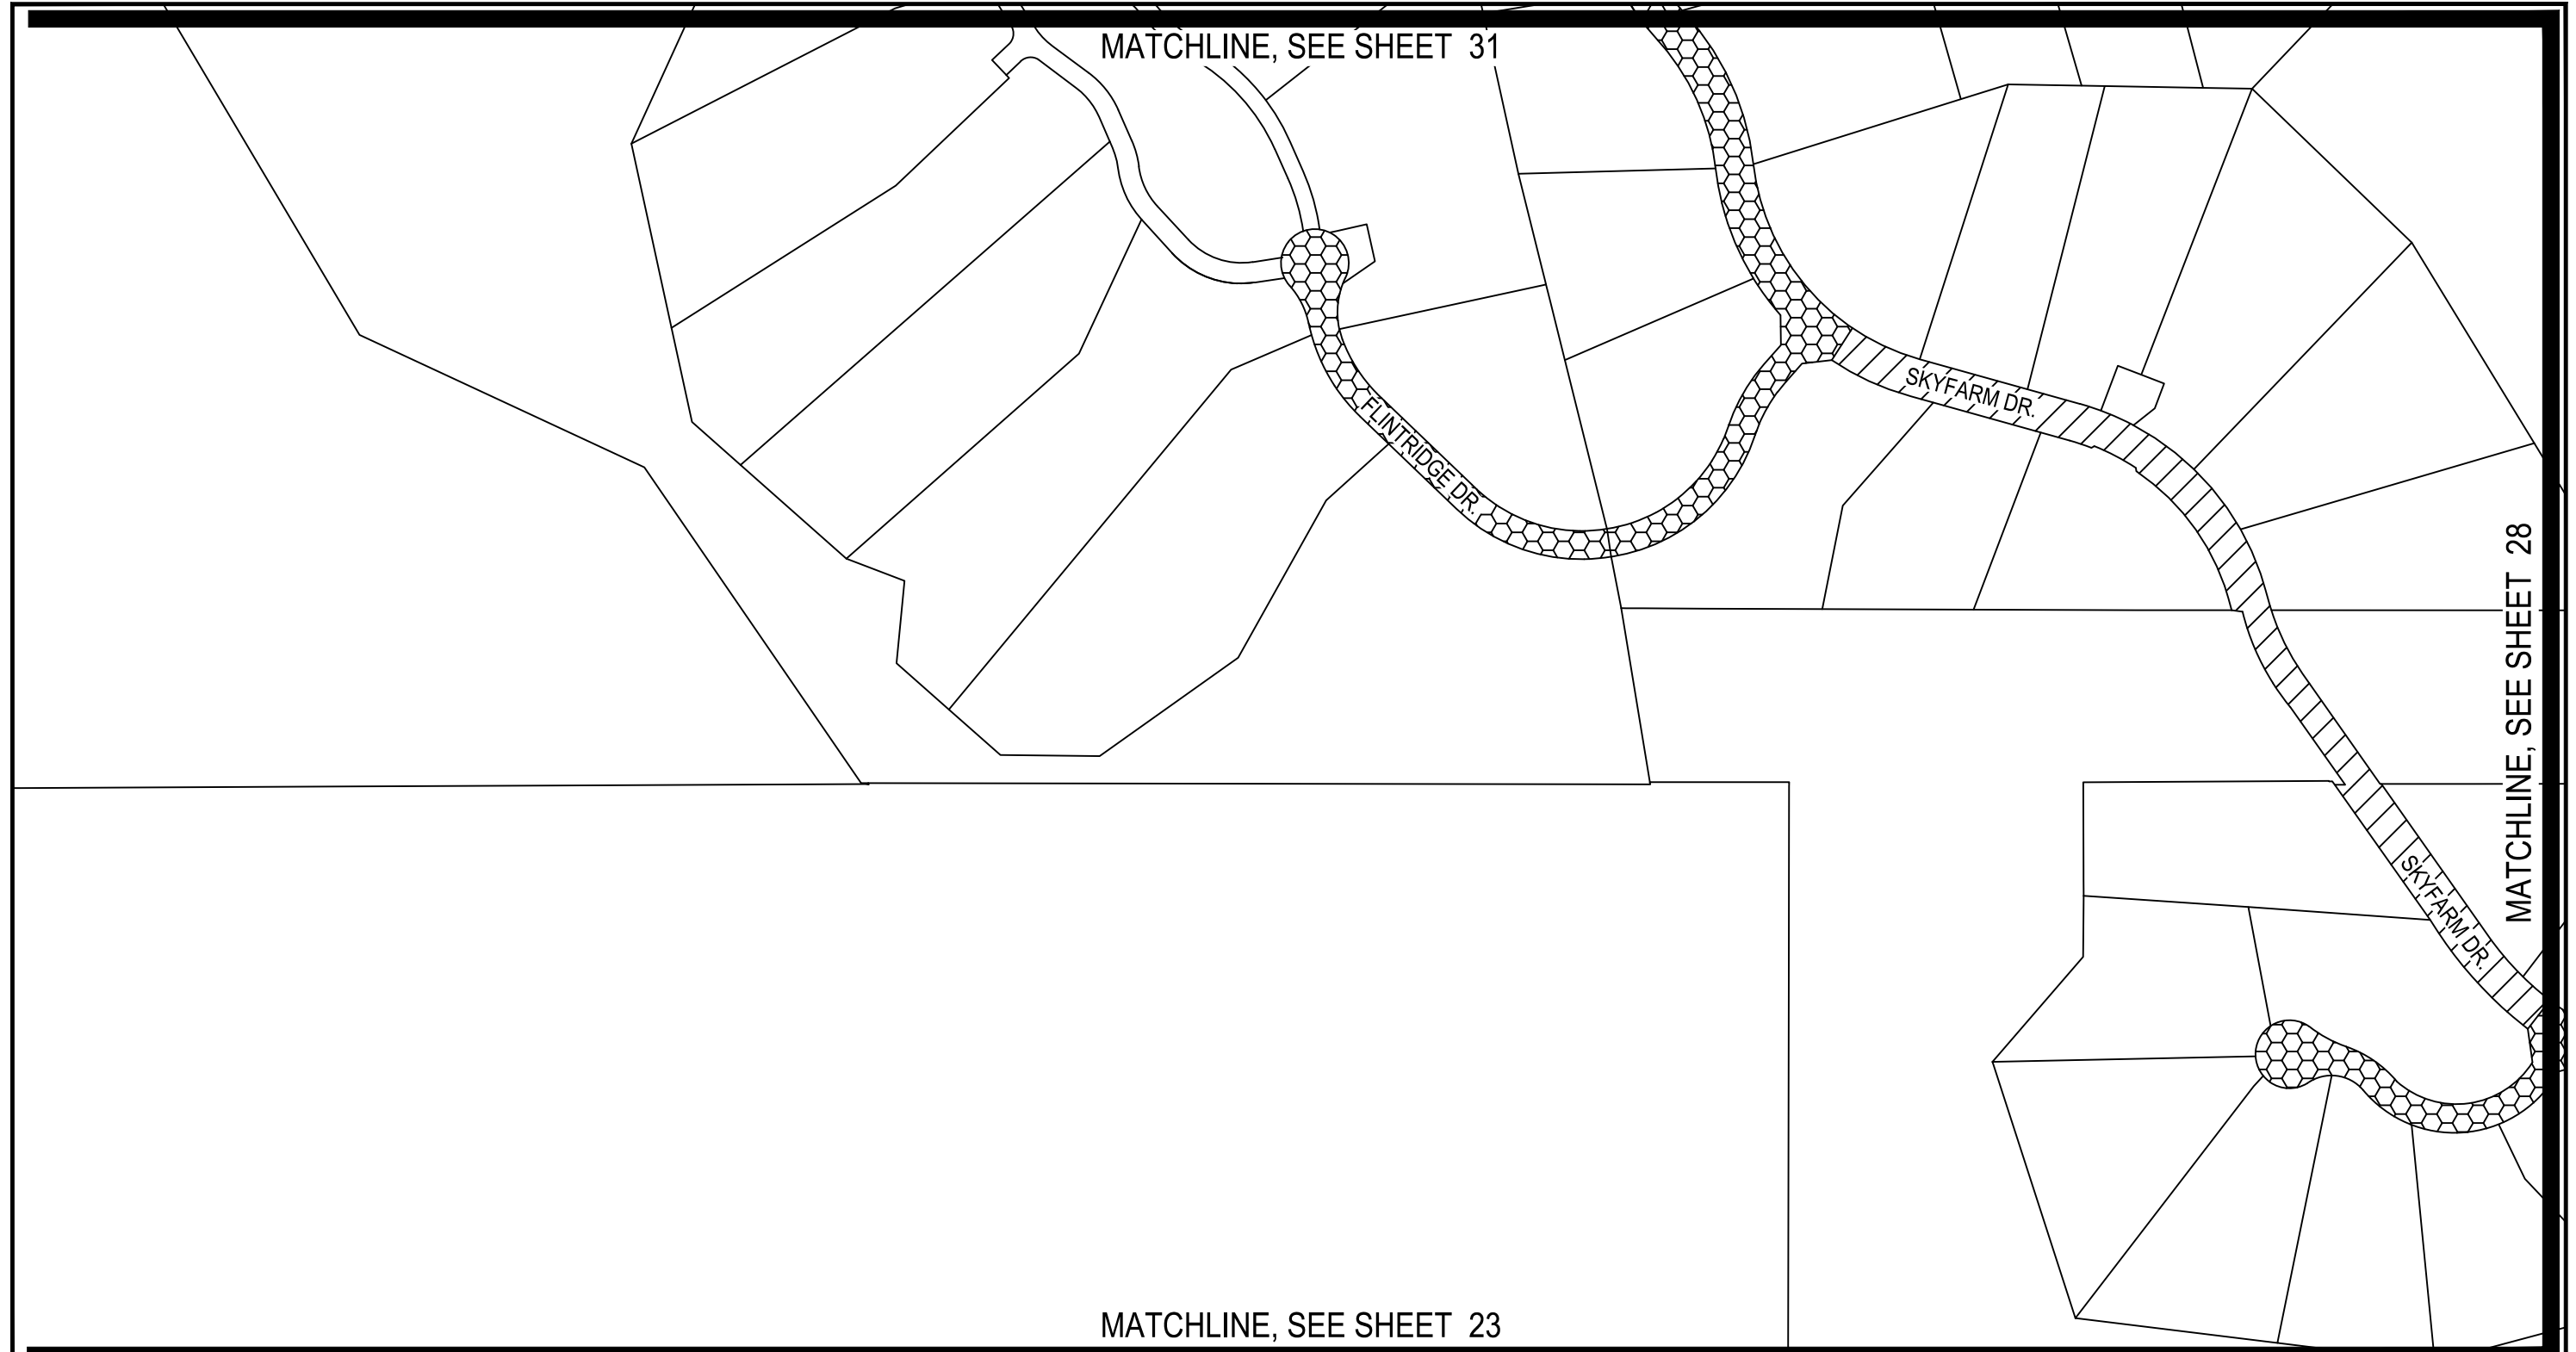 MATCHLINE, SEE SHEET 31
SKYFARM DR.
FLINTRIDGE DR.
MATCHLINE, SEE SHEET 28
SKYFARM DR.
MATCHLINE, SEE SHEET 23